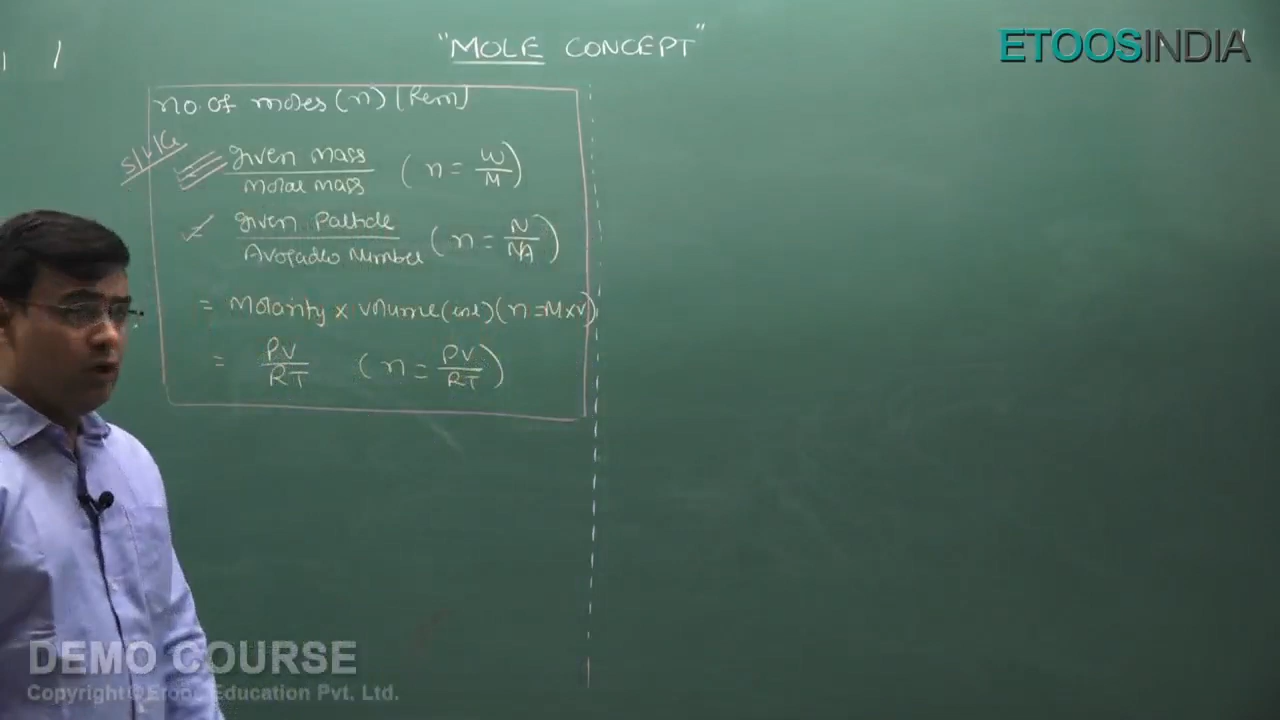 "MOLE CONCEPT"
ETOOSINDIA
no. of moles (n) [Rem]
S/L/G
given mass
molar mass
(n = W/M)
given Particle
Avogadro Number
(n = N/NA)
= Molarity × volume (inl) (n = M×V)
= PV/RT (n = PV/RT)
DEMO COURSE
Copyright © Etoos Education Pvt. Ltd.